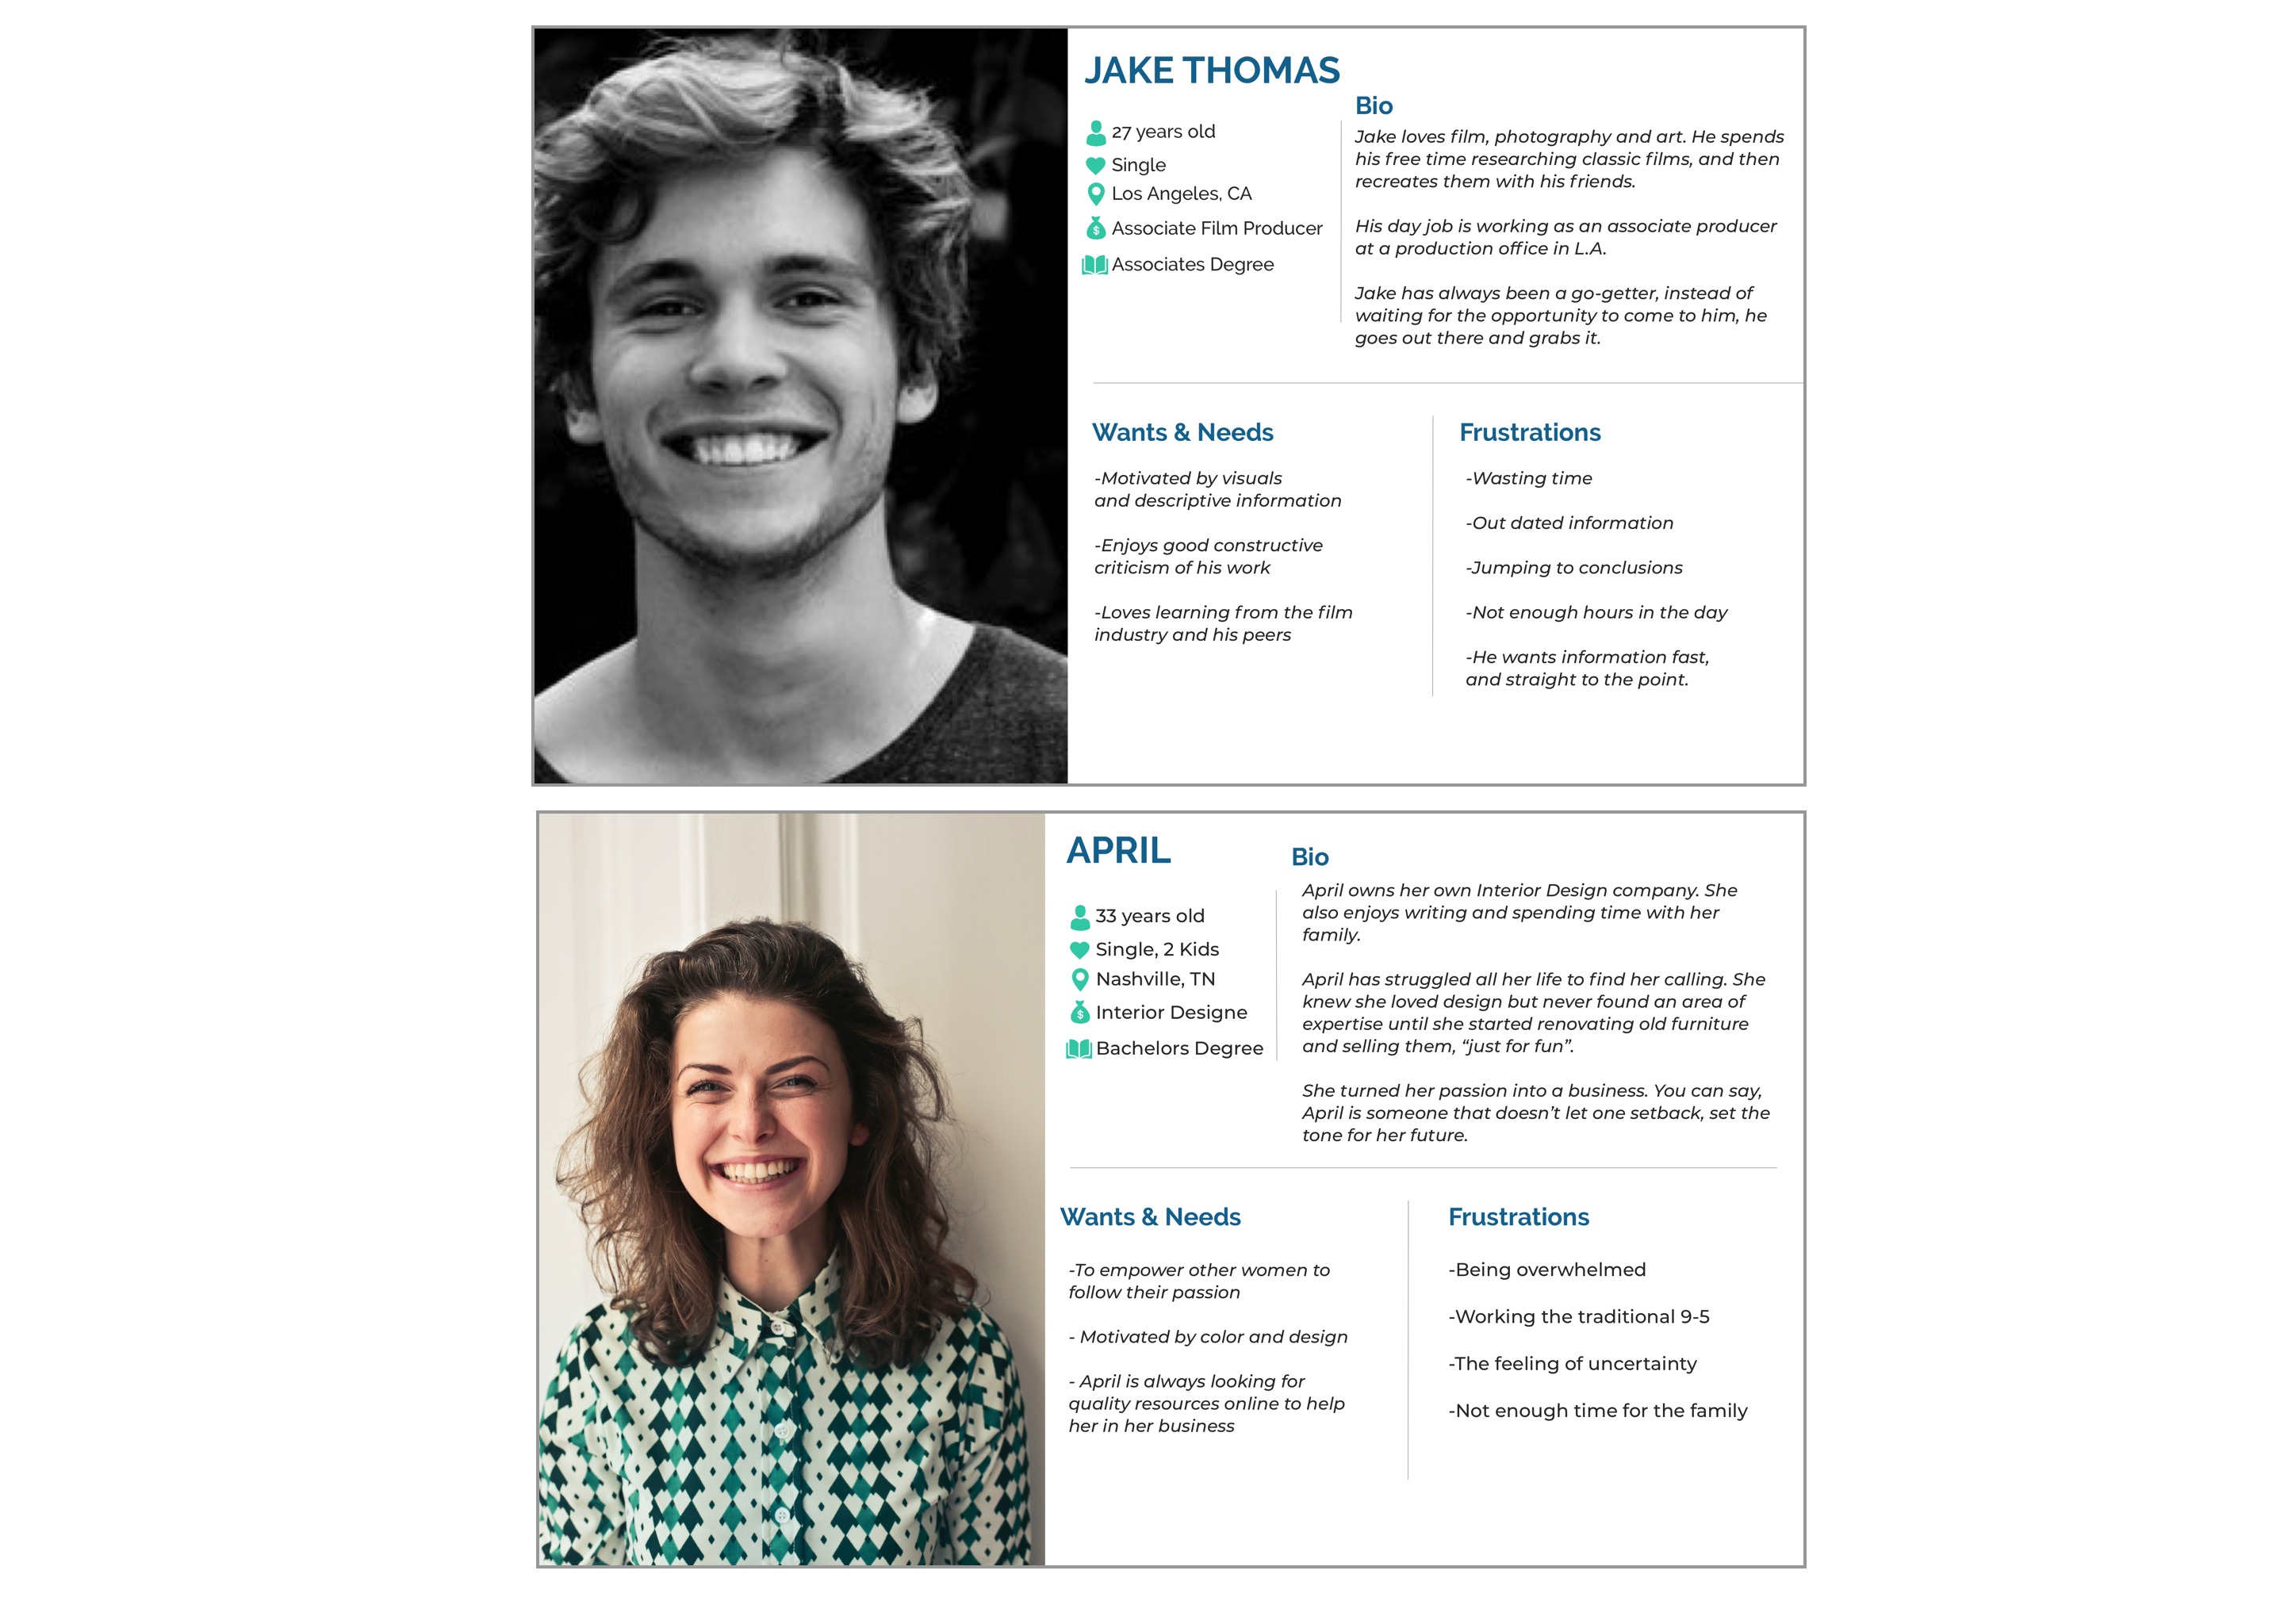 JAKE THOMAS
27 years old
Single
Los Angeles, CA
Associate Film Producer
Associates Degree
Bio
Jake loves film, photography and art. He spends
his free time researching classic films, and then
recreates them with his friends.
His day job is working as an associate producer
at a production office in L.A.
Jake has always been a go-getter, instead of
waiting for the opportunity to come to him, he
goes out there and grabs it.
Wants & Needs
-Motivated by visuals
and descriptive information
-Enjoys good constructive
criticism of his work
-Loves learning from the film
industry and his peers
Frustrations
-Wasting time
-Out dated information
-Jumping to conclusions
-Not enough hours in the day
-He wants information fast,
and straight to the point.
APRIL
33 years old
Single, 2 Kids
Nashville, TN
Interior Designe
Bachelors Degree
Bio
April owns her own Interior Design company. She
also enjoys writing and spending time with her
family.
April has struggled all her life to find her calling. She
knew she loved design but never found an area of
expertise until she started renovating old furniture
and selling them, “just for fun”.
She turned her passion into a business. You can say,
April is someone that doesn’t let one setback, set the
tone for her future.
Wants & Needs
-To empower other women to
follow their passion
- Motivated by color and design
- April is always looking for
quality resources online to help
her in her business
Frustrations
-Being overwhelmed
-Working the traditional 9-5
-The feeling of uncertainty
-Not enough time for the family